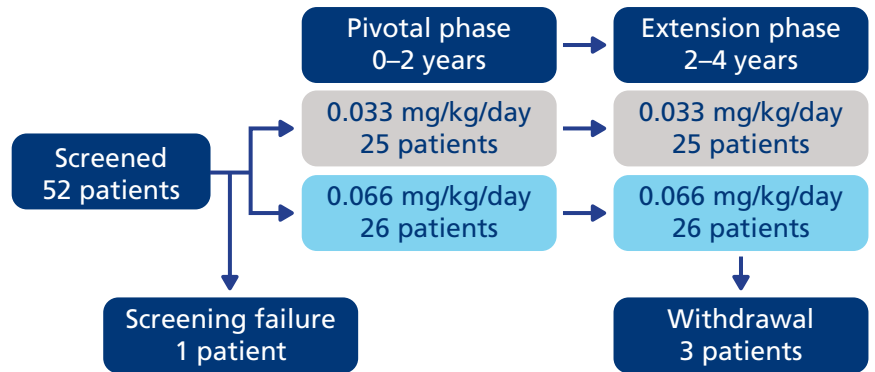 Pivotal phase
0–2 years
Extension phase
2–4 years
Screened
52 patients
0.033 mg/kg/day
25 patients
0.033 mg/kg/day
25 patients
0.066 mg/kg/day
26 patients
0.066 mg/kg/day
26 patients
Screening failure
1 patient
Withdrawal
3 patients